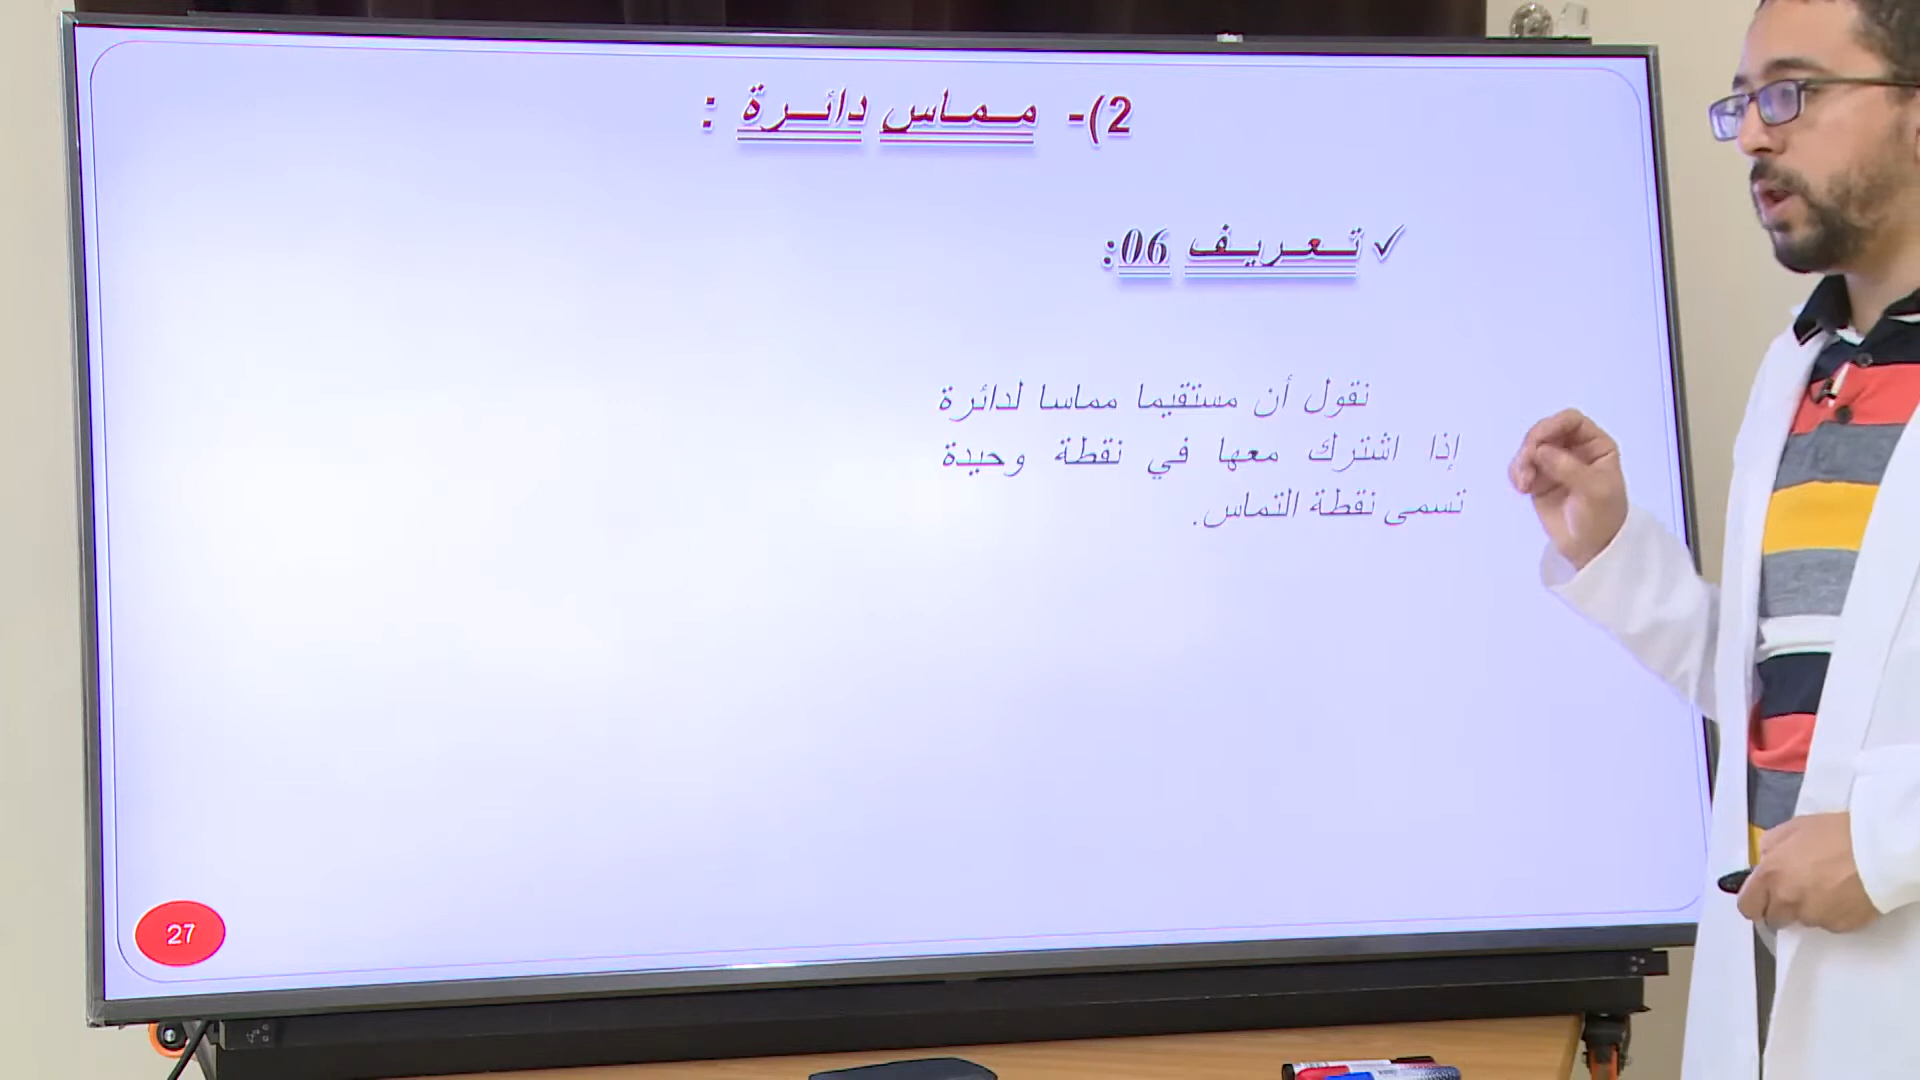 2)- مماس دائرة :
✓ تعريف 06:
نقول أن مستقيما مماسا لدائرة
إذا اشترك معها في نقطة وحيدة
تسمى نقطة التماس.
27